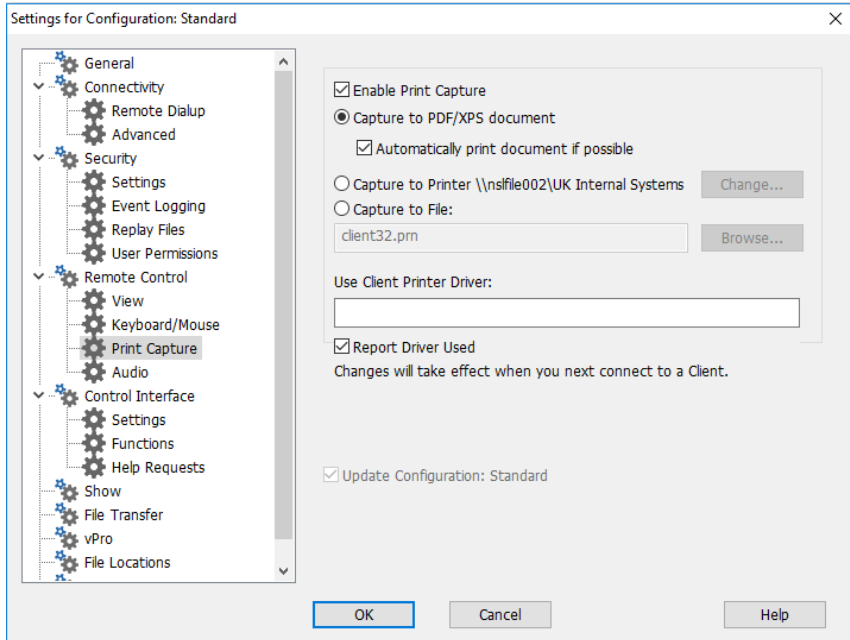 Settings for Configuration: Standard
General
Connectivity
Remote Dialup
Advanced
Security
Settings
Event Logging
Replay Files
User Permissions
Remote Control
View
Keyboard/Mouse
Print Capture
Audio
Control Interface
Settings
Functions
Help Requests
Show
File Transfer
vPro
File Locations
Enable Print Capture
Capture to PDF/XPS document
Automatically print document if possible
Capture to Printer \\nslfile002\UK Internal Systems
Change...
Capture to File:
client32.prn
Browse...
Use Client Printer Driver:
Report Driver Used
Changes will take effect when you next connect to a Client.
Update Configuration: Standard
OK
Cancel
Help